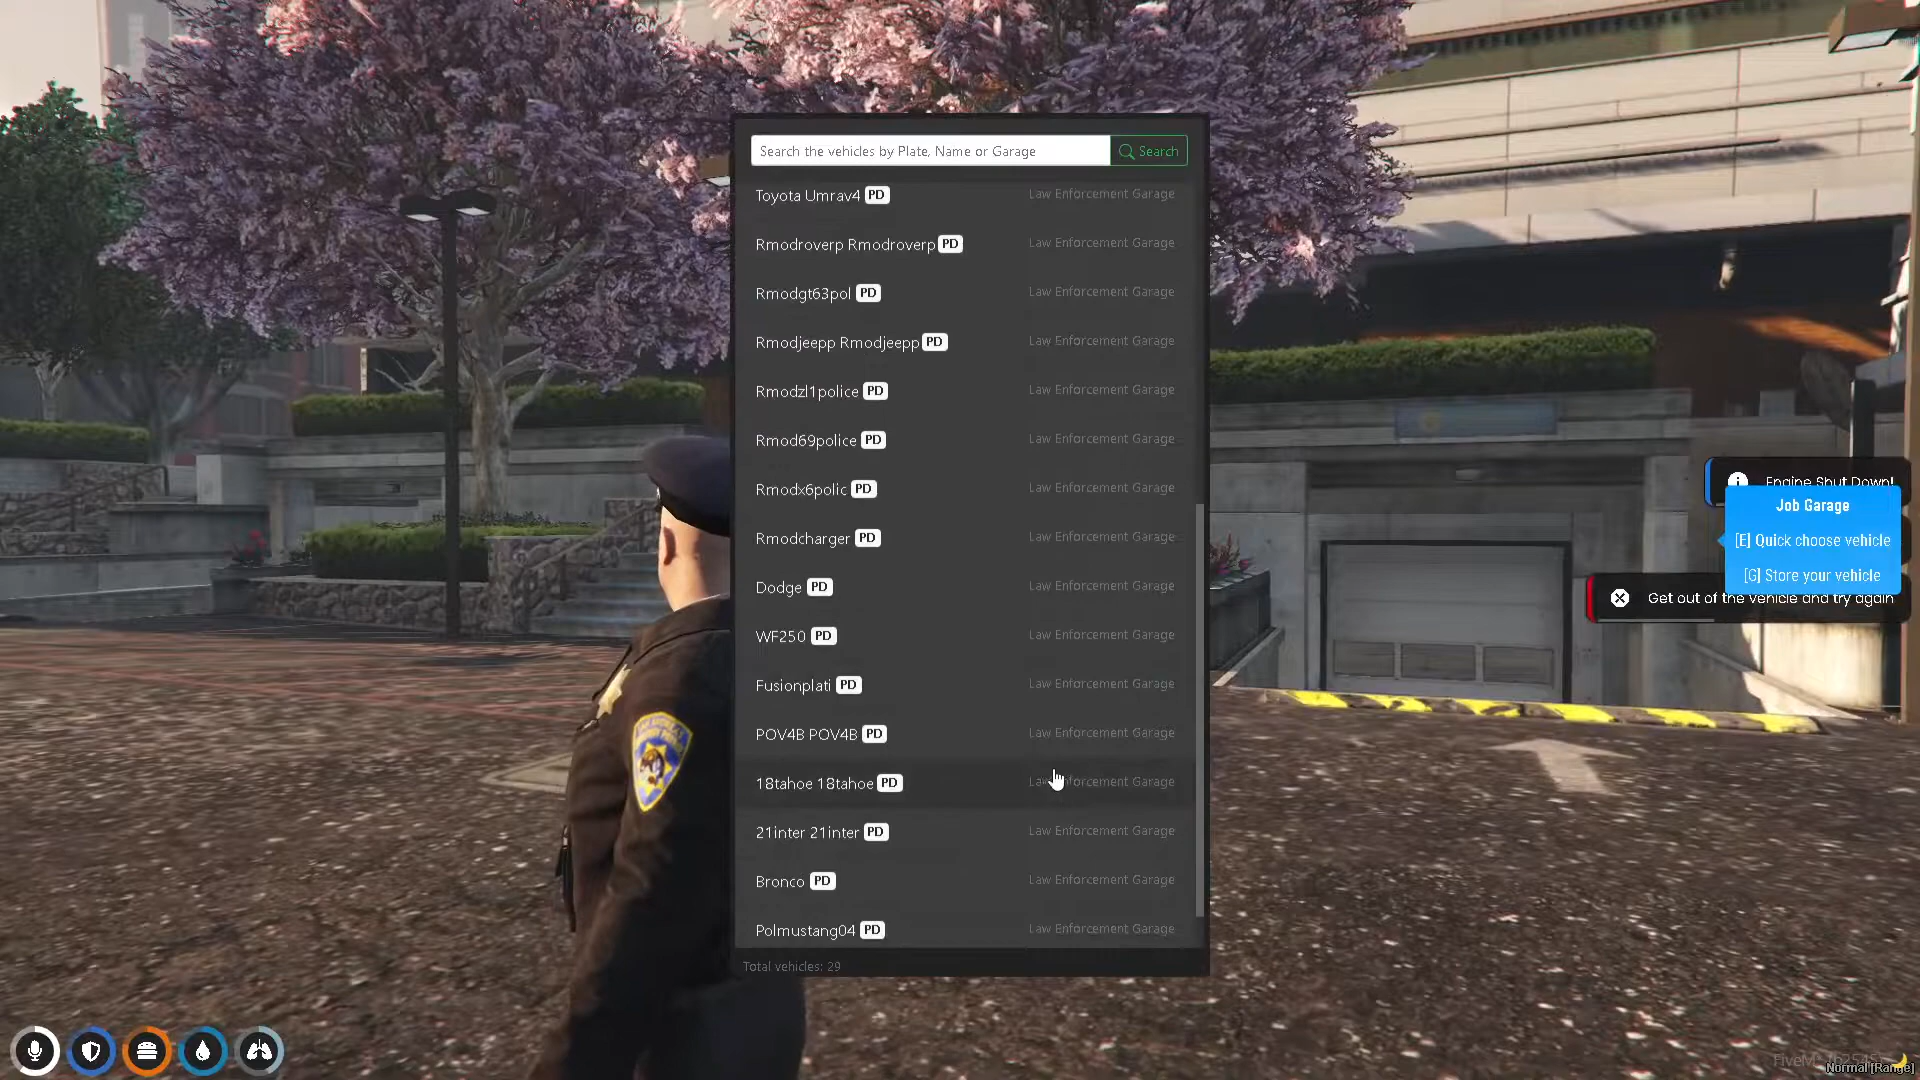 Search the vehicles by Plate, Name or Garage
Search
Toyota Umrav4 PD Law Enforcement Garage
Rmodroverp Rmodroverp PD Law Enforcement Garage
Rmodgt63pol PD Law Enforcement Garage
Rmodjeepp Rmodjeepp PD Law Enforcement Garage
Rmodzl1police PD Law Enforcement Garage
Rmod69police PD Law Enforcement Garage
Rmodx6polic PD Law Enforcement Garage
Rmodcharger PD Law Enforcement Garage
Dodge PD Law Enforcement Garage
WF250 PD Law Enforcement Garage
Fusionplati PD Law Enforcement Garage
POV4B POV4B PD Law Enforcement Garage
18tahoe 18tahoe PD Law Enforcement Garage
21inter 21inter PD Law Enforcement Garage
Bronco PD Law Enforcement Garage
Polmustang04 PD Law Enforcement Garage
Total vehicles: 29
Engine Shut Down!
Job Garage
[E] Quick choose vehicle
[G] Store your vehicle
Get out of the vehicle and try again
FiveM
Normal [Range]